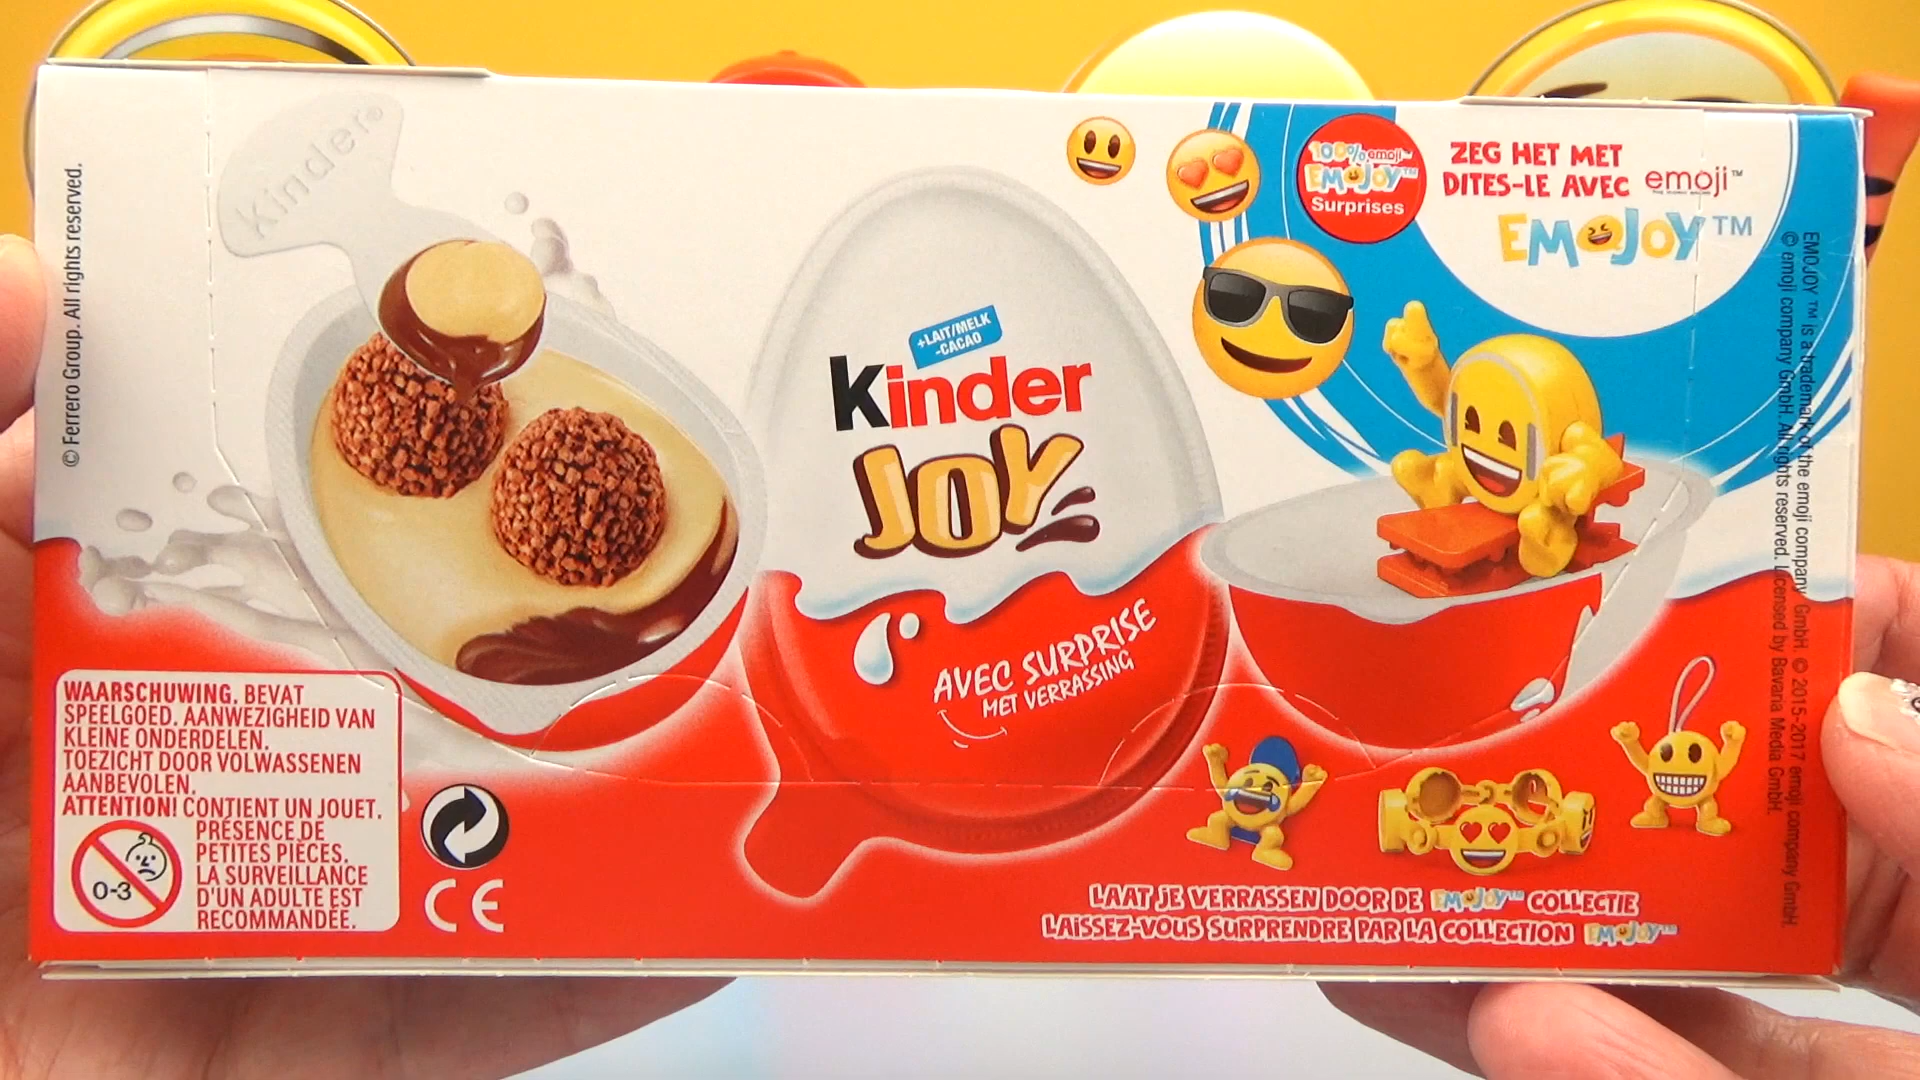 © Ferrero Group. All rights reserved.
kinder
+LAIT/MELK
-CACAO
kinder
JOY
AVEC SURPRISE
MET VERRASSING
100% emoji™
EMOJOY™
Surprises
ZEG HET MET
DITES-LE AVEC emoji™
EMOJOY™
EMOJOY ™ is a trademark of the emoji company GmbH. © 2015-2017 emoji company GmbH.
© emoji company GmbH. All rights reserved. Licensed by Bavaria Media GmbH.
WAARSCHUWING. BEVAT
SPEELGOED. AANWEZIGHEID VAN
KLEINE ONDERDELEN.
TOEZICHT DOOR VOLWASSENEN
AANBEVOLEN.
ATTENTION! CONTIENT UN JOUET.
PRÉSENCE DE
PETITES PIÈCES.
LA SURVEILLANCE
D'UN ADULTE EST
RECOMMANDÉE.
0-3
CE
LAAT JE VERRASSEN DOOR DE EMOJOY™ COLLECTIE
LAISSEZ-VOUS SURPRENDRE PAR LA COLLECTION EMOJOY™